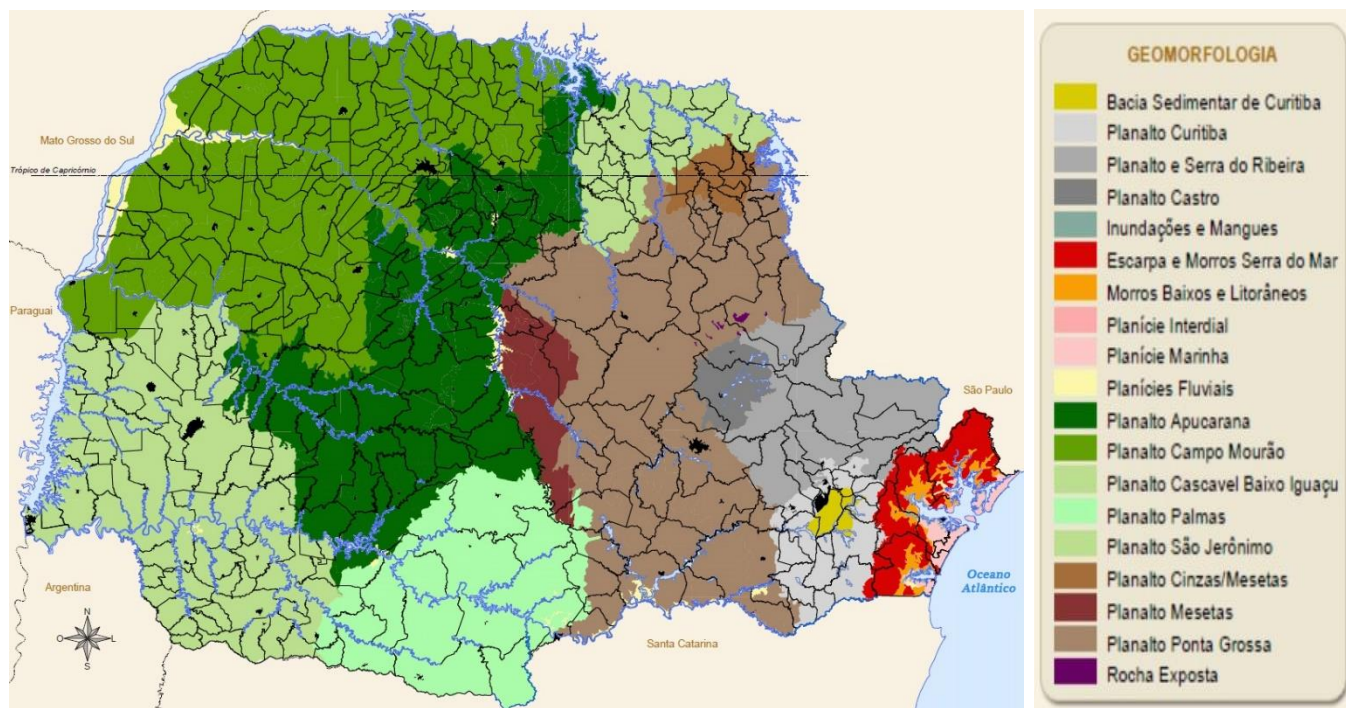 Mato Grosso do Sul
Trópico de Capricórnio
Paraguai
São Paulo
Argentina
Oceano
Atlântico
Santa Catarina
N
O
L
S
GEOMORFOLOGIA
Bacia Sedimentar de Curitiba
Planalto Curitiba
Planalto e Serra do Ribeira
Planalto Castro
Inundações e Mangues
Escarpa e Morros Serra do Mar
Morros Baixos e Litorâneos
Planície Interdial
Planície Marinha
Planícies Fluviais
Planalto Apucarana
Planalto Campo Mourão
Planalto Cascavel Baixo Iguaçu
Planalto Palmas
Planalto São Jerônimo
Planalto Cinzas/Mesetas
Planalto Mesetas
Planalto Ponta Grossa
Rocha Exposta